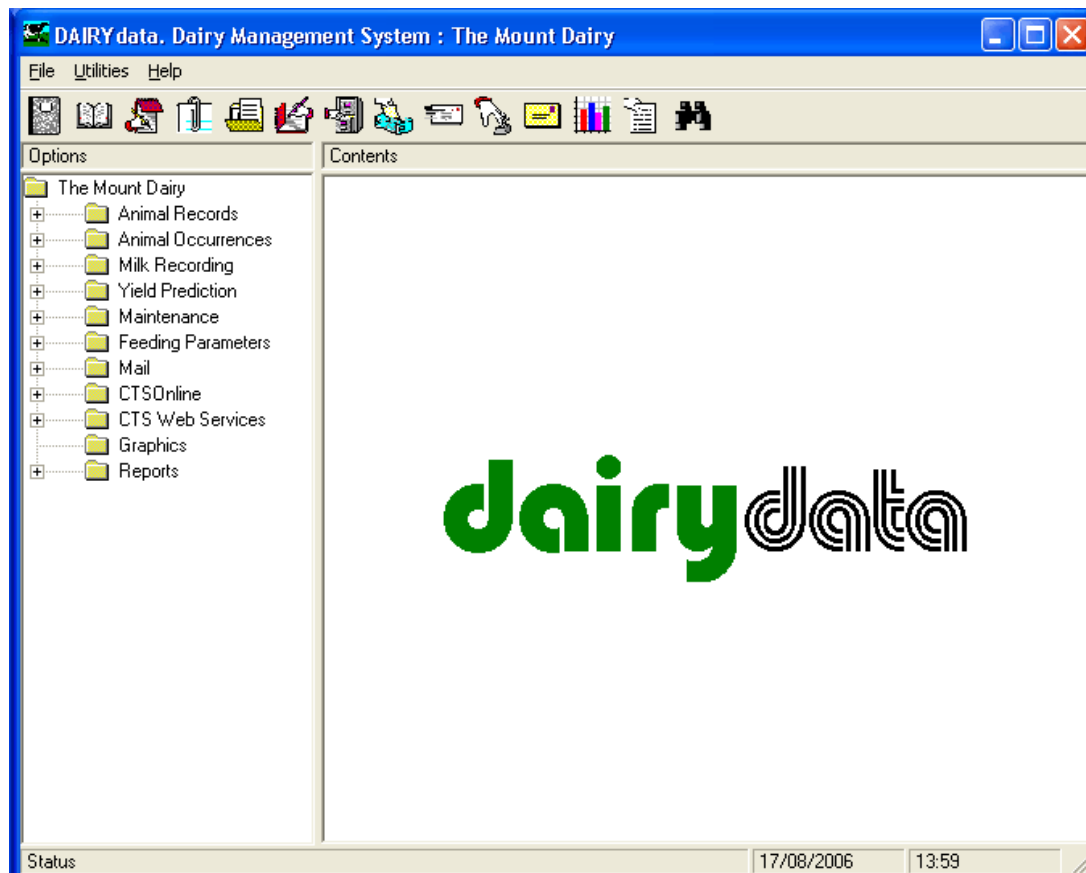 DAIRYdata. Dairy Management System : The Mount Dairy
File Utilities Help
Options Contents
The Mount Dairy
Animal Records
Animal Occurrences
Milk Recording
Yield Prediction
Maintenance
Feeding Parameters
Mail
CTSOnline
CTS Web Services
Graphics
Reports
dairydata
Status 17/08/2006 13:59